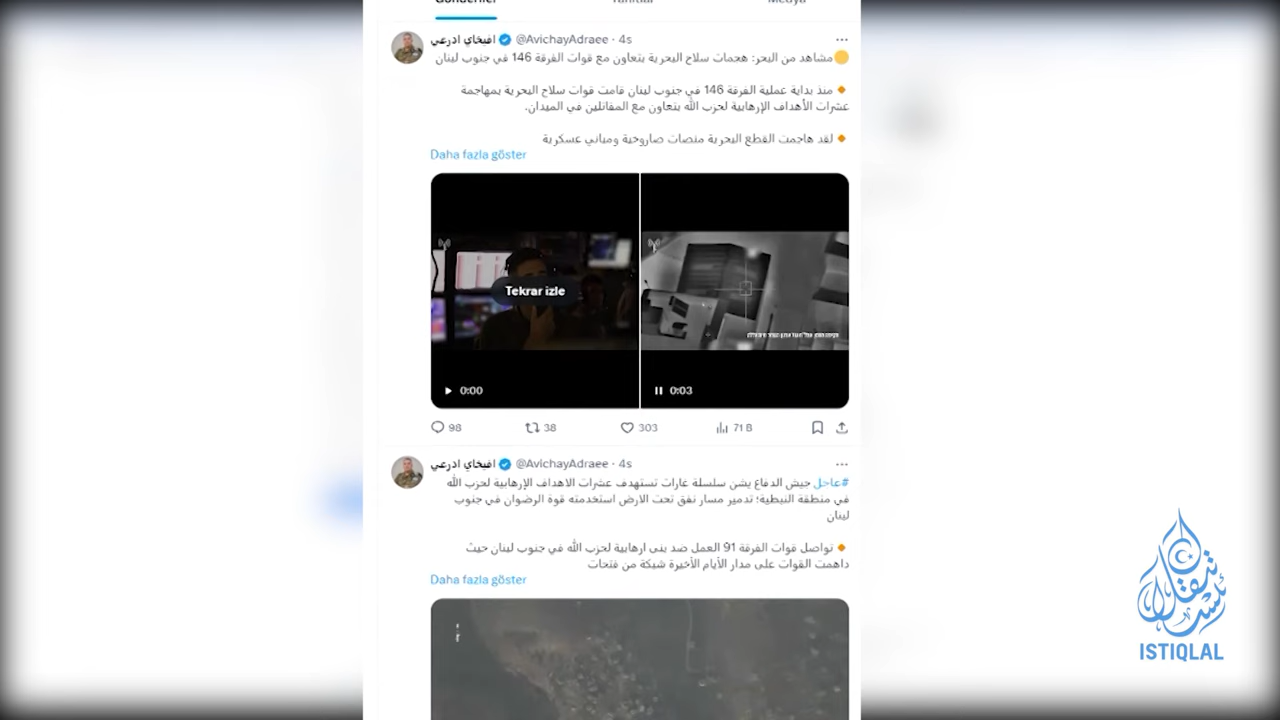 Gönderiler
Yanıtlar
Medya
افيخاي ادرعي @AvichayAdraee · 4s
مشاهد من البحر: هجمات سلاح البحرية بتعاون مع قوات الفرقة 146 في جنوب لبنان
منذ بداية عملية الفرقة 146 في جنوب لبنان قامت قوات سلاح البحرية بمهاجمة
عشرات الأهداف الإرهابية لحزب الله بتعاون مع المقاتلين في الميدان.
لقد هاجمت القطع البحرية منصات صاروخية ومباني عسكرية
Daha fazla göster
Tekrar izle
0:00
0:03
98 38 303 71 B
افيخاي ادرعي @AvichayAdraee · 4s
#عاجل جيش الدفاع يشن سلسلة غارات تستهدف عشرات الاهداف الإرهابية لحزب الله
في منطقة النبطية؛ تدمير مسار نفق تحت الارض استخدمته قوة الرضوان في جنوب
لبنان
تواصل قوات الفرقة 91 العمل ضد بنى ارهابية لحزب الله في جنوب لبنان حيث
داهمت القوات على مدار الأيام الأخيرة شبكة من فتحات
Daha fazla göster
ISTIQLAL